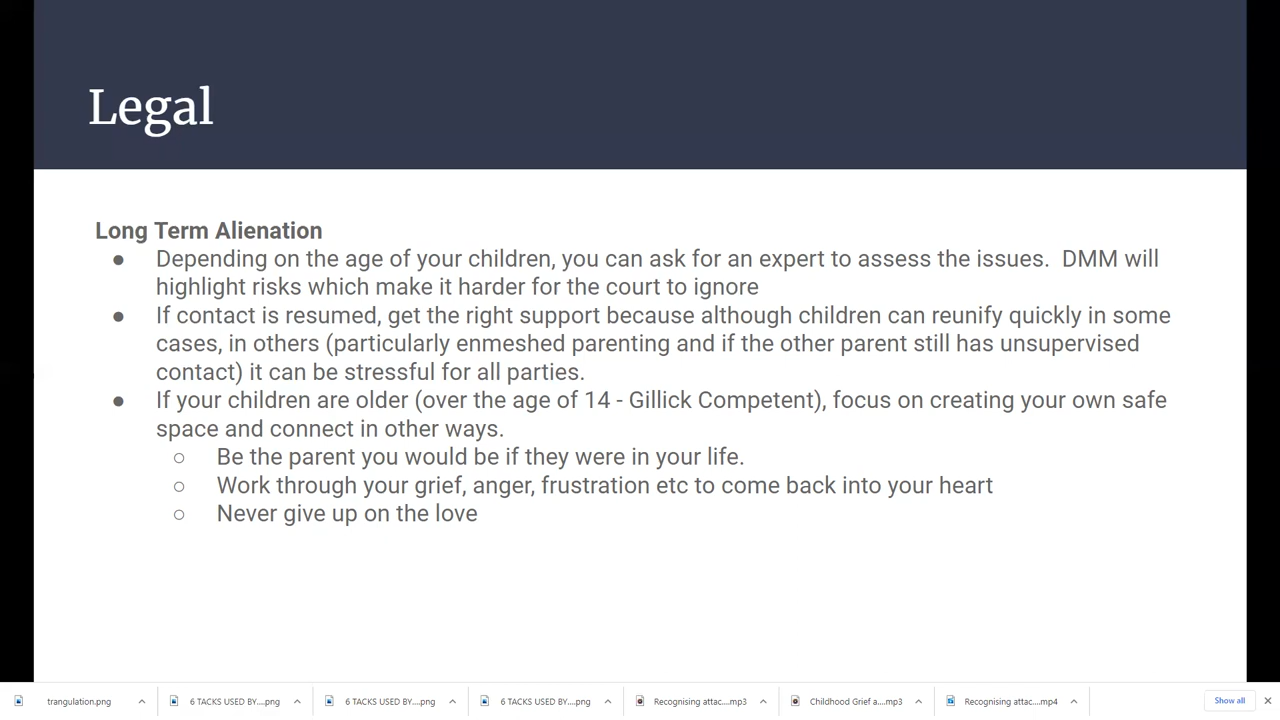 Legal
Long Term Alienation
● Depending on the age of your children, you can ask for an expert to assess the issues.  DMM will
highlight risks which make it harder for the court to ignore
● If contact is resumed, get the right support because although children can reunify quickly in some
cases, in others (particularly enmeshed parenting and if the other parent still has unsupervised
contact) it can be stressful for all parties.
● If your children are older (over the age of 14 - Gillick Competent), focus on creating your own safe
space and connect in other ways.
○ Be the parent you would be if they were in your life.
○ Work through your grief, anger, frustration etc to come back into your heart
○ Never give up on the love
trangulation.png 6 TACKS USED BY....png 6 TACKS USED BY....png 6 TACKS USED BY....png Recognising attac....mp3 Childhood Grief a....mp3 Recognising attac....mp4 Show all